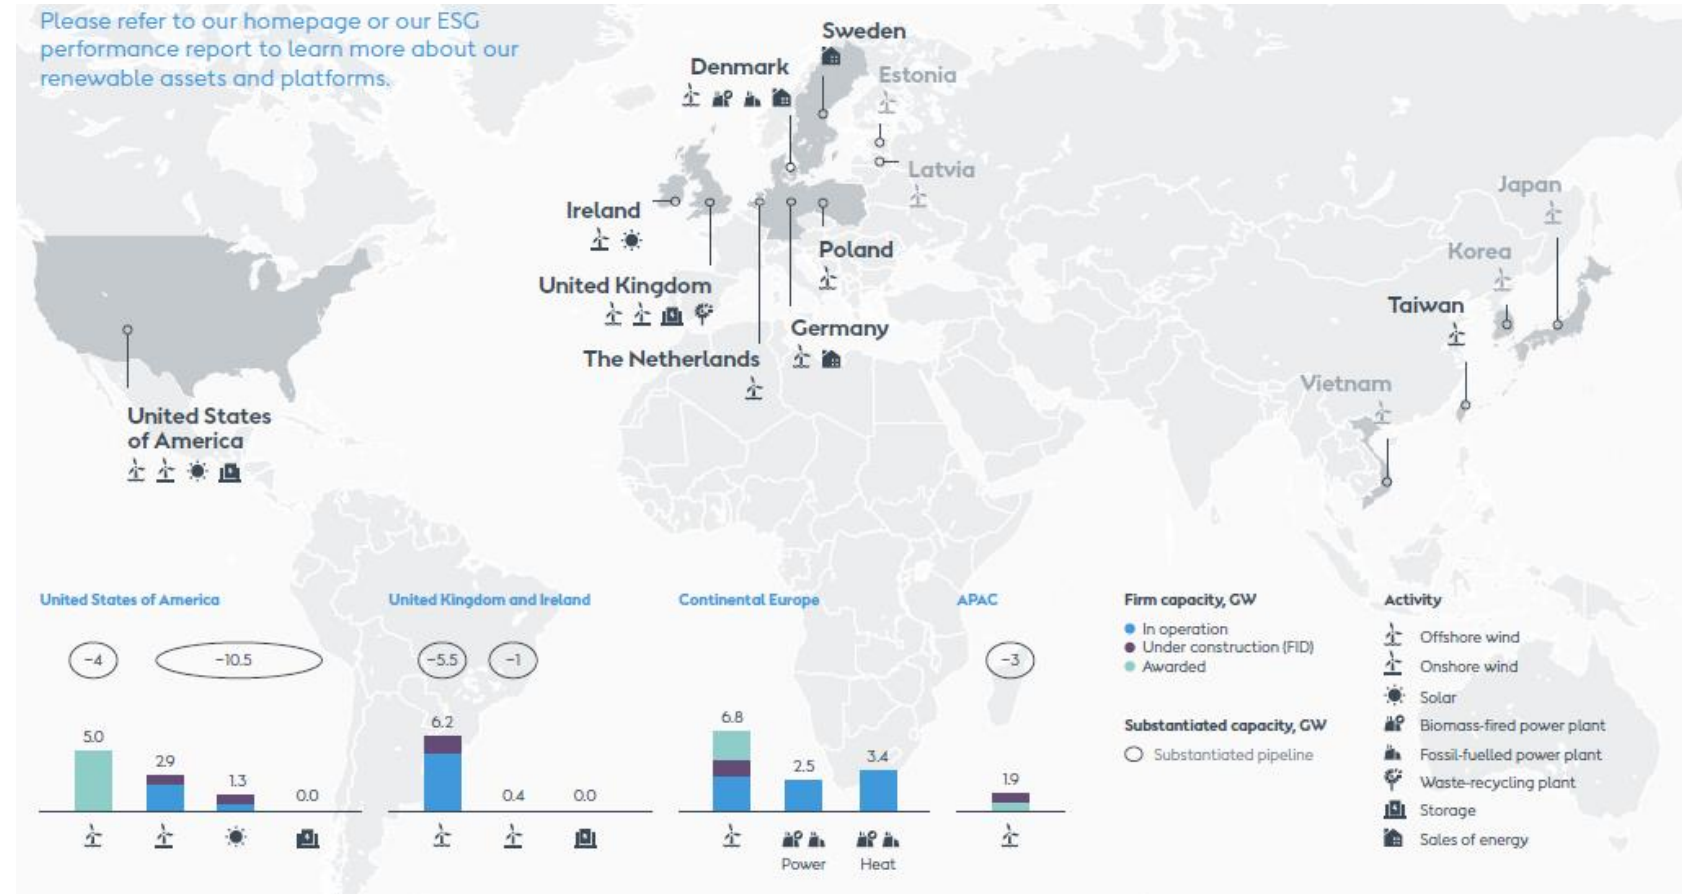 Please refer to our homepage or our ESG
performance report to learn more about our
renewable assets and platforms.
Sweden
Denmark
Estonia
Latvia
Ireland
Poland
United Kingdom
Germany
The Netherlands
Japan
Korea
Taiwan
Vietnam
United States
of America
United States of America
~4
~10.5
5.0
2.9
1.3
0.0
United Kingdom and Ireland
~5.5
~1
6.2
0.4
0.0
Continental Europe
6.8
2.5
3.4
Power
Heat
APAC
~3
1.9
Firm capacity, GW
In operation
Under construction (FID)
Awarded
Substantiated capacity, GW
Substantiated pipeline
Activity
Offshore wind
Onshore wind
Solar
Biomass-fired power plant
Fossil-fuelled power plant
Waste-recycling plant
Storage
Sales of energy